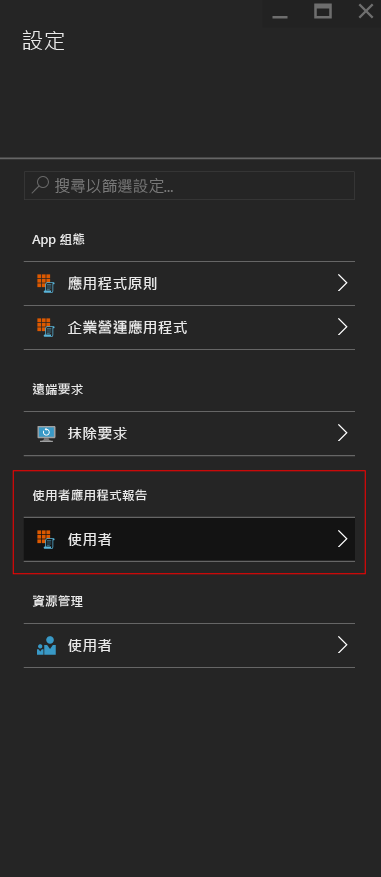 設定
搜尋以篩選設定...
App 組態
應用程式原則
企業營運應用程式
遠端要求
抹除要求
使用者應用程式報告
使用者
資源管理
使用者